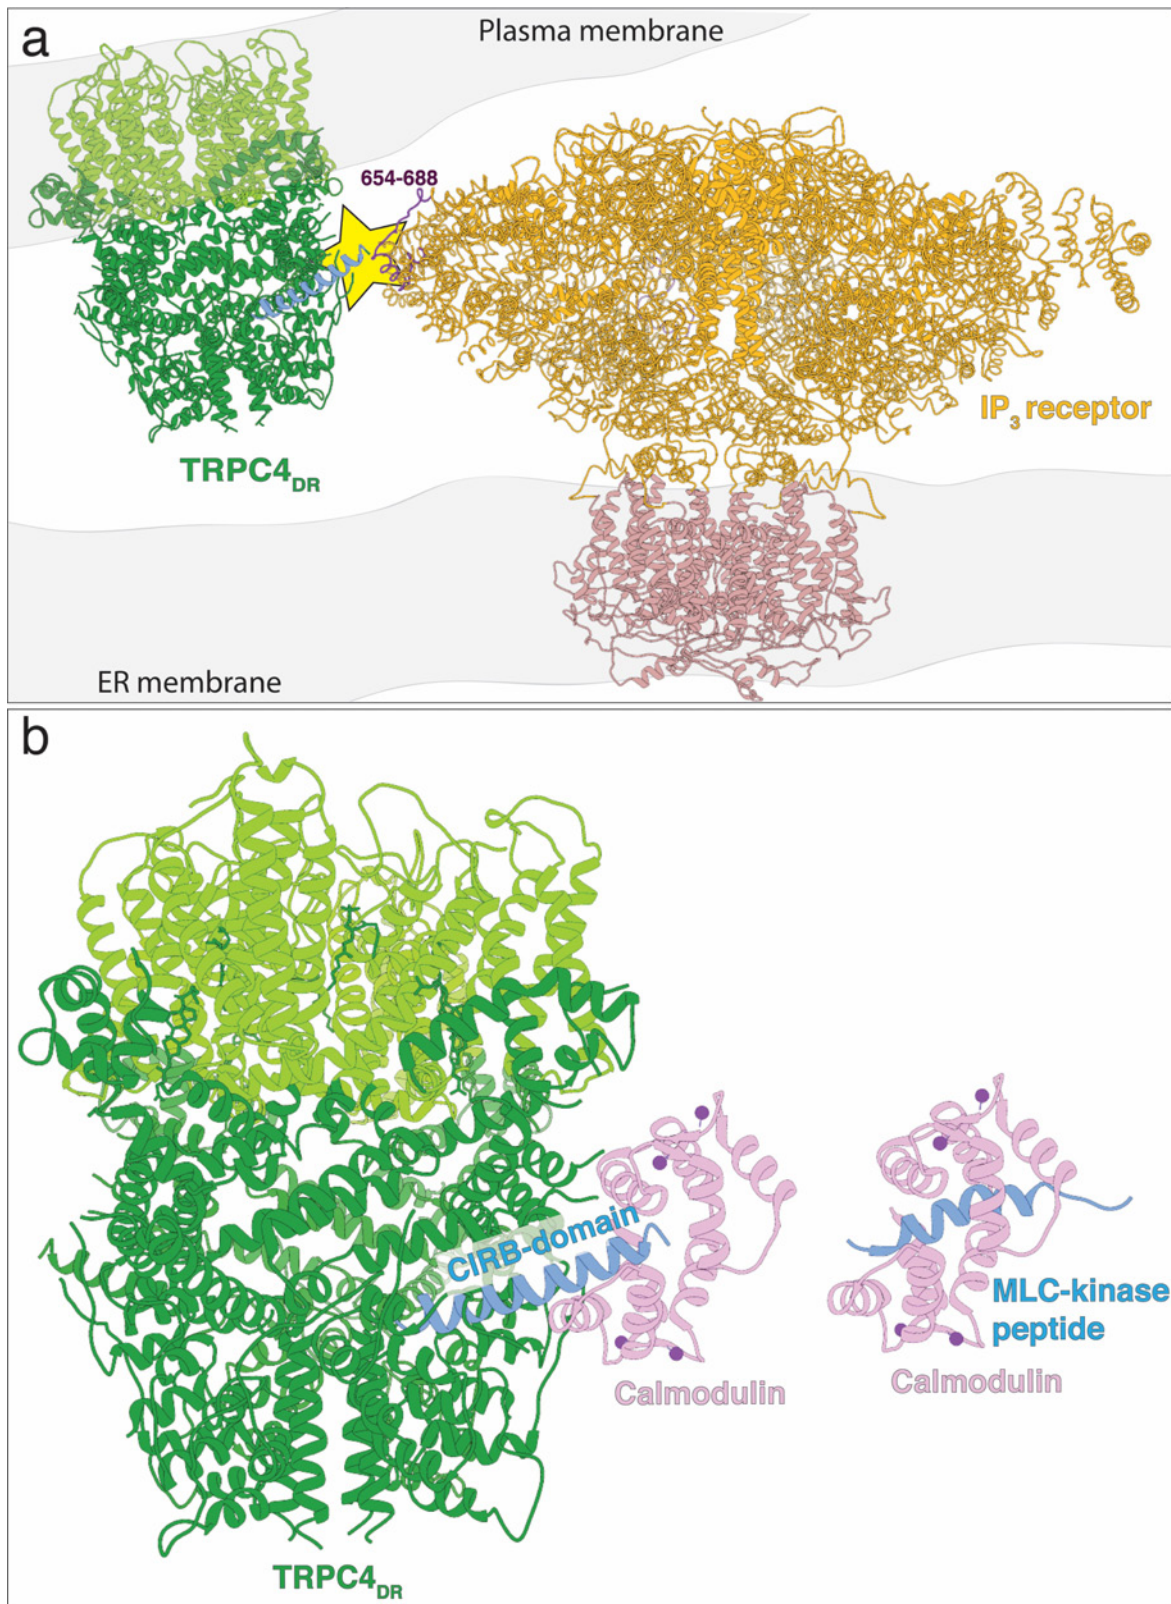 a
Plasma membrane
654-688
IP3 receptor
TRPC4DR
ER membrane
b
CIRB-domain
MLC-kinase
peptide
Calmodulin
Calmodulin
TRPC4DR